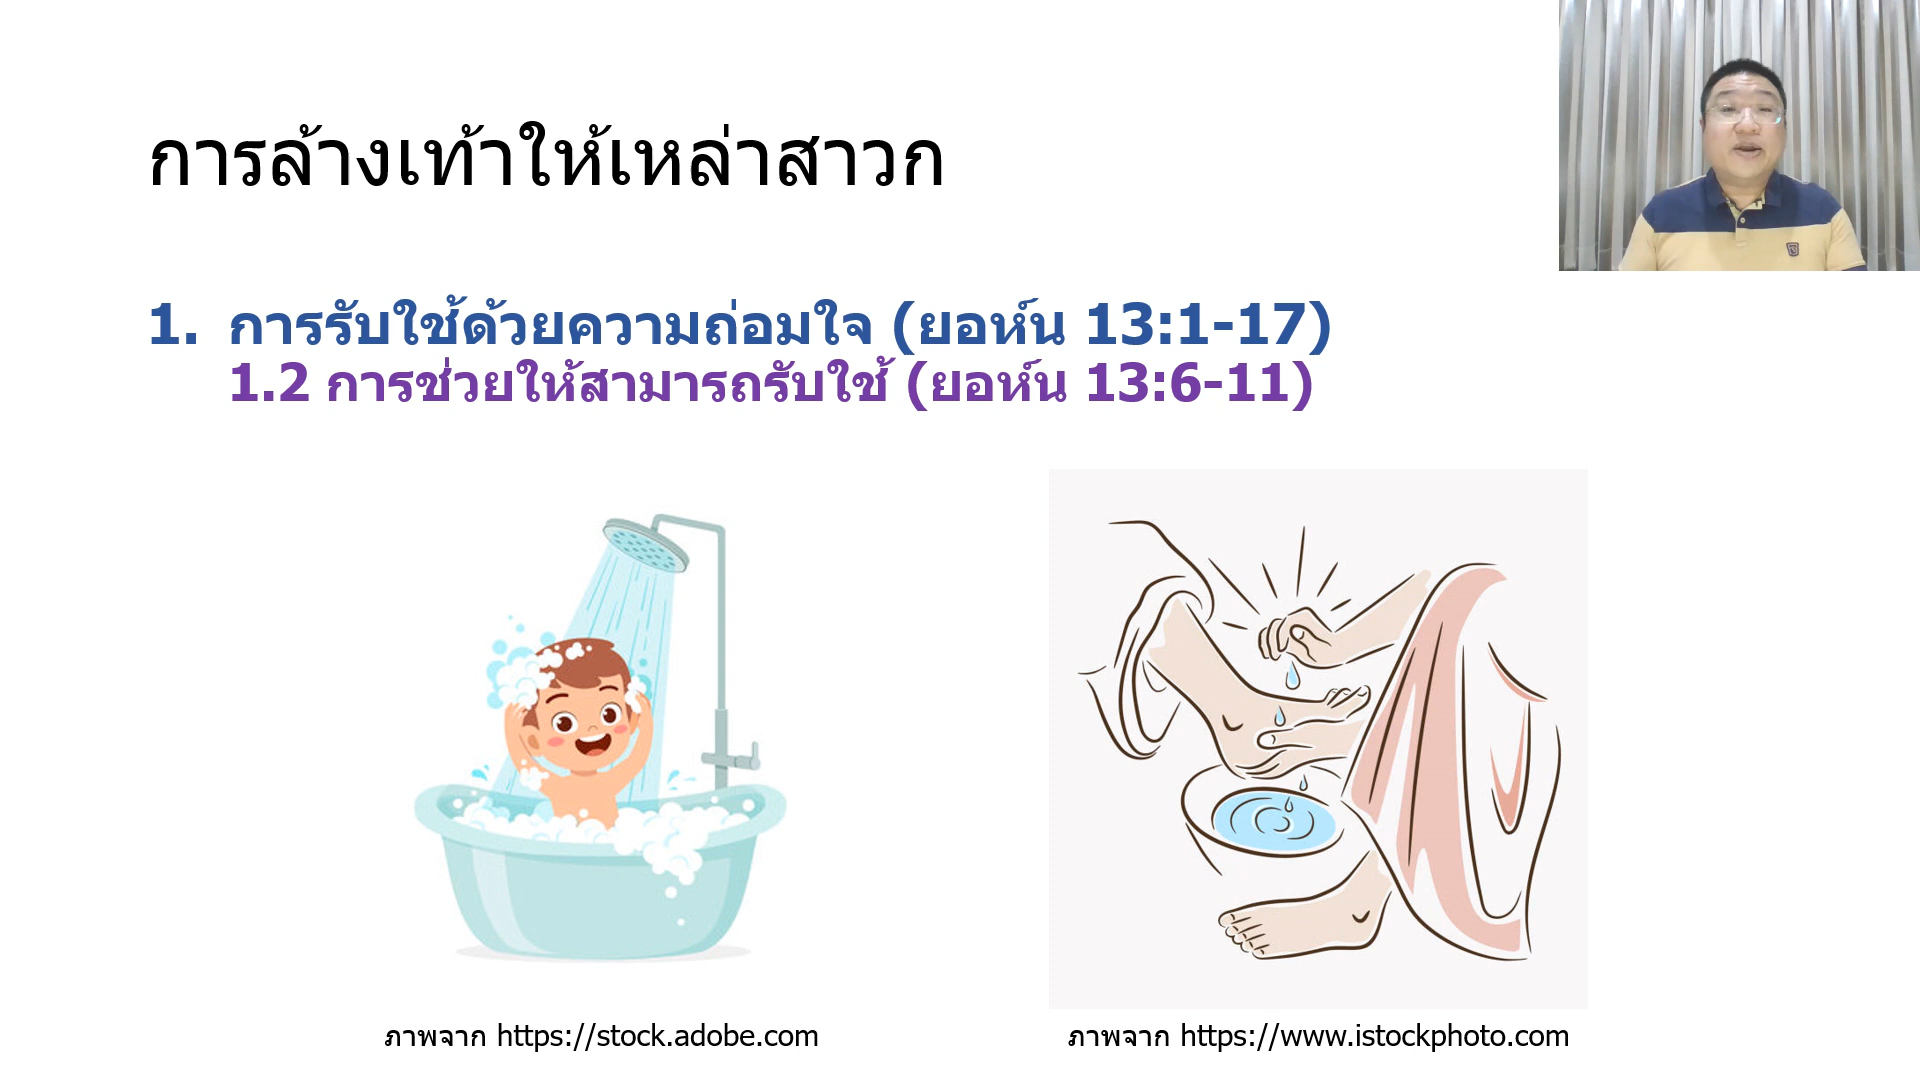 การล้างเท้าให้เหล่าสาวก
1. การรับใช้ด้วยความถ่อมใจ (ยอห์น 13:1-17)
1.2 การช่วยให้สามารถรับใช้ (ยอห์น 13:6-11)
ภาพจาก https://stock.adobe.com
ภาพจาก https://www.istockphoto.com